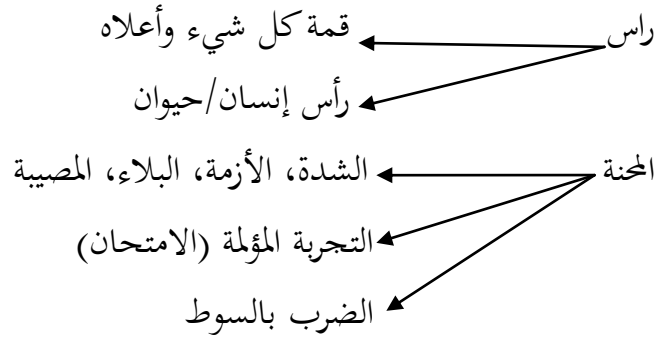 راس قمة كل شيء وأعلاه
رأس إنسان/حيوان
المحنة الشدة، الأزمة، البلاء، المصيبة
التجربة المؤلمة (الامتحان)
الضرب بالسوط